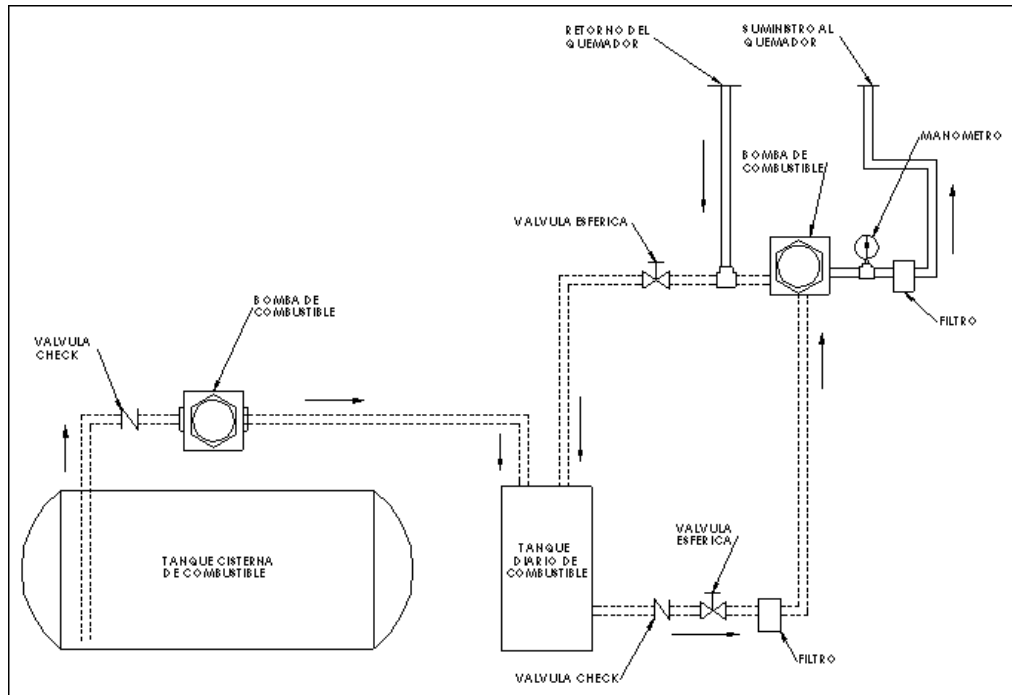 RETORNO DEL
QUEMADOR
SUMINISTRO AL
QUEMADOR
MANOMETRO
BOMBA DE
COMBUSTIBLE
VALVULA ESFERICA
BOMBA DE
COMBUSTIBLE
FILTRO
VALVULA
CHECK
TANQUE CISTERNA
DE COMBUSTIBLE
TANQUE
DIARIO DE
COMBUSTIBLE
VALVULA
ESFERICA
FILTRO
VALVULA CHECK